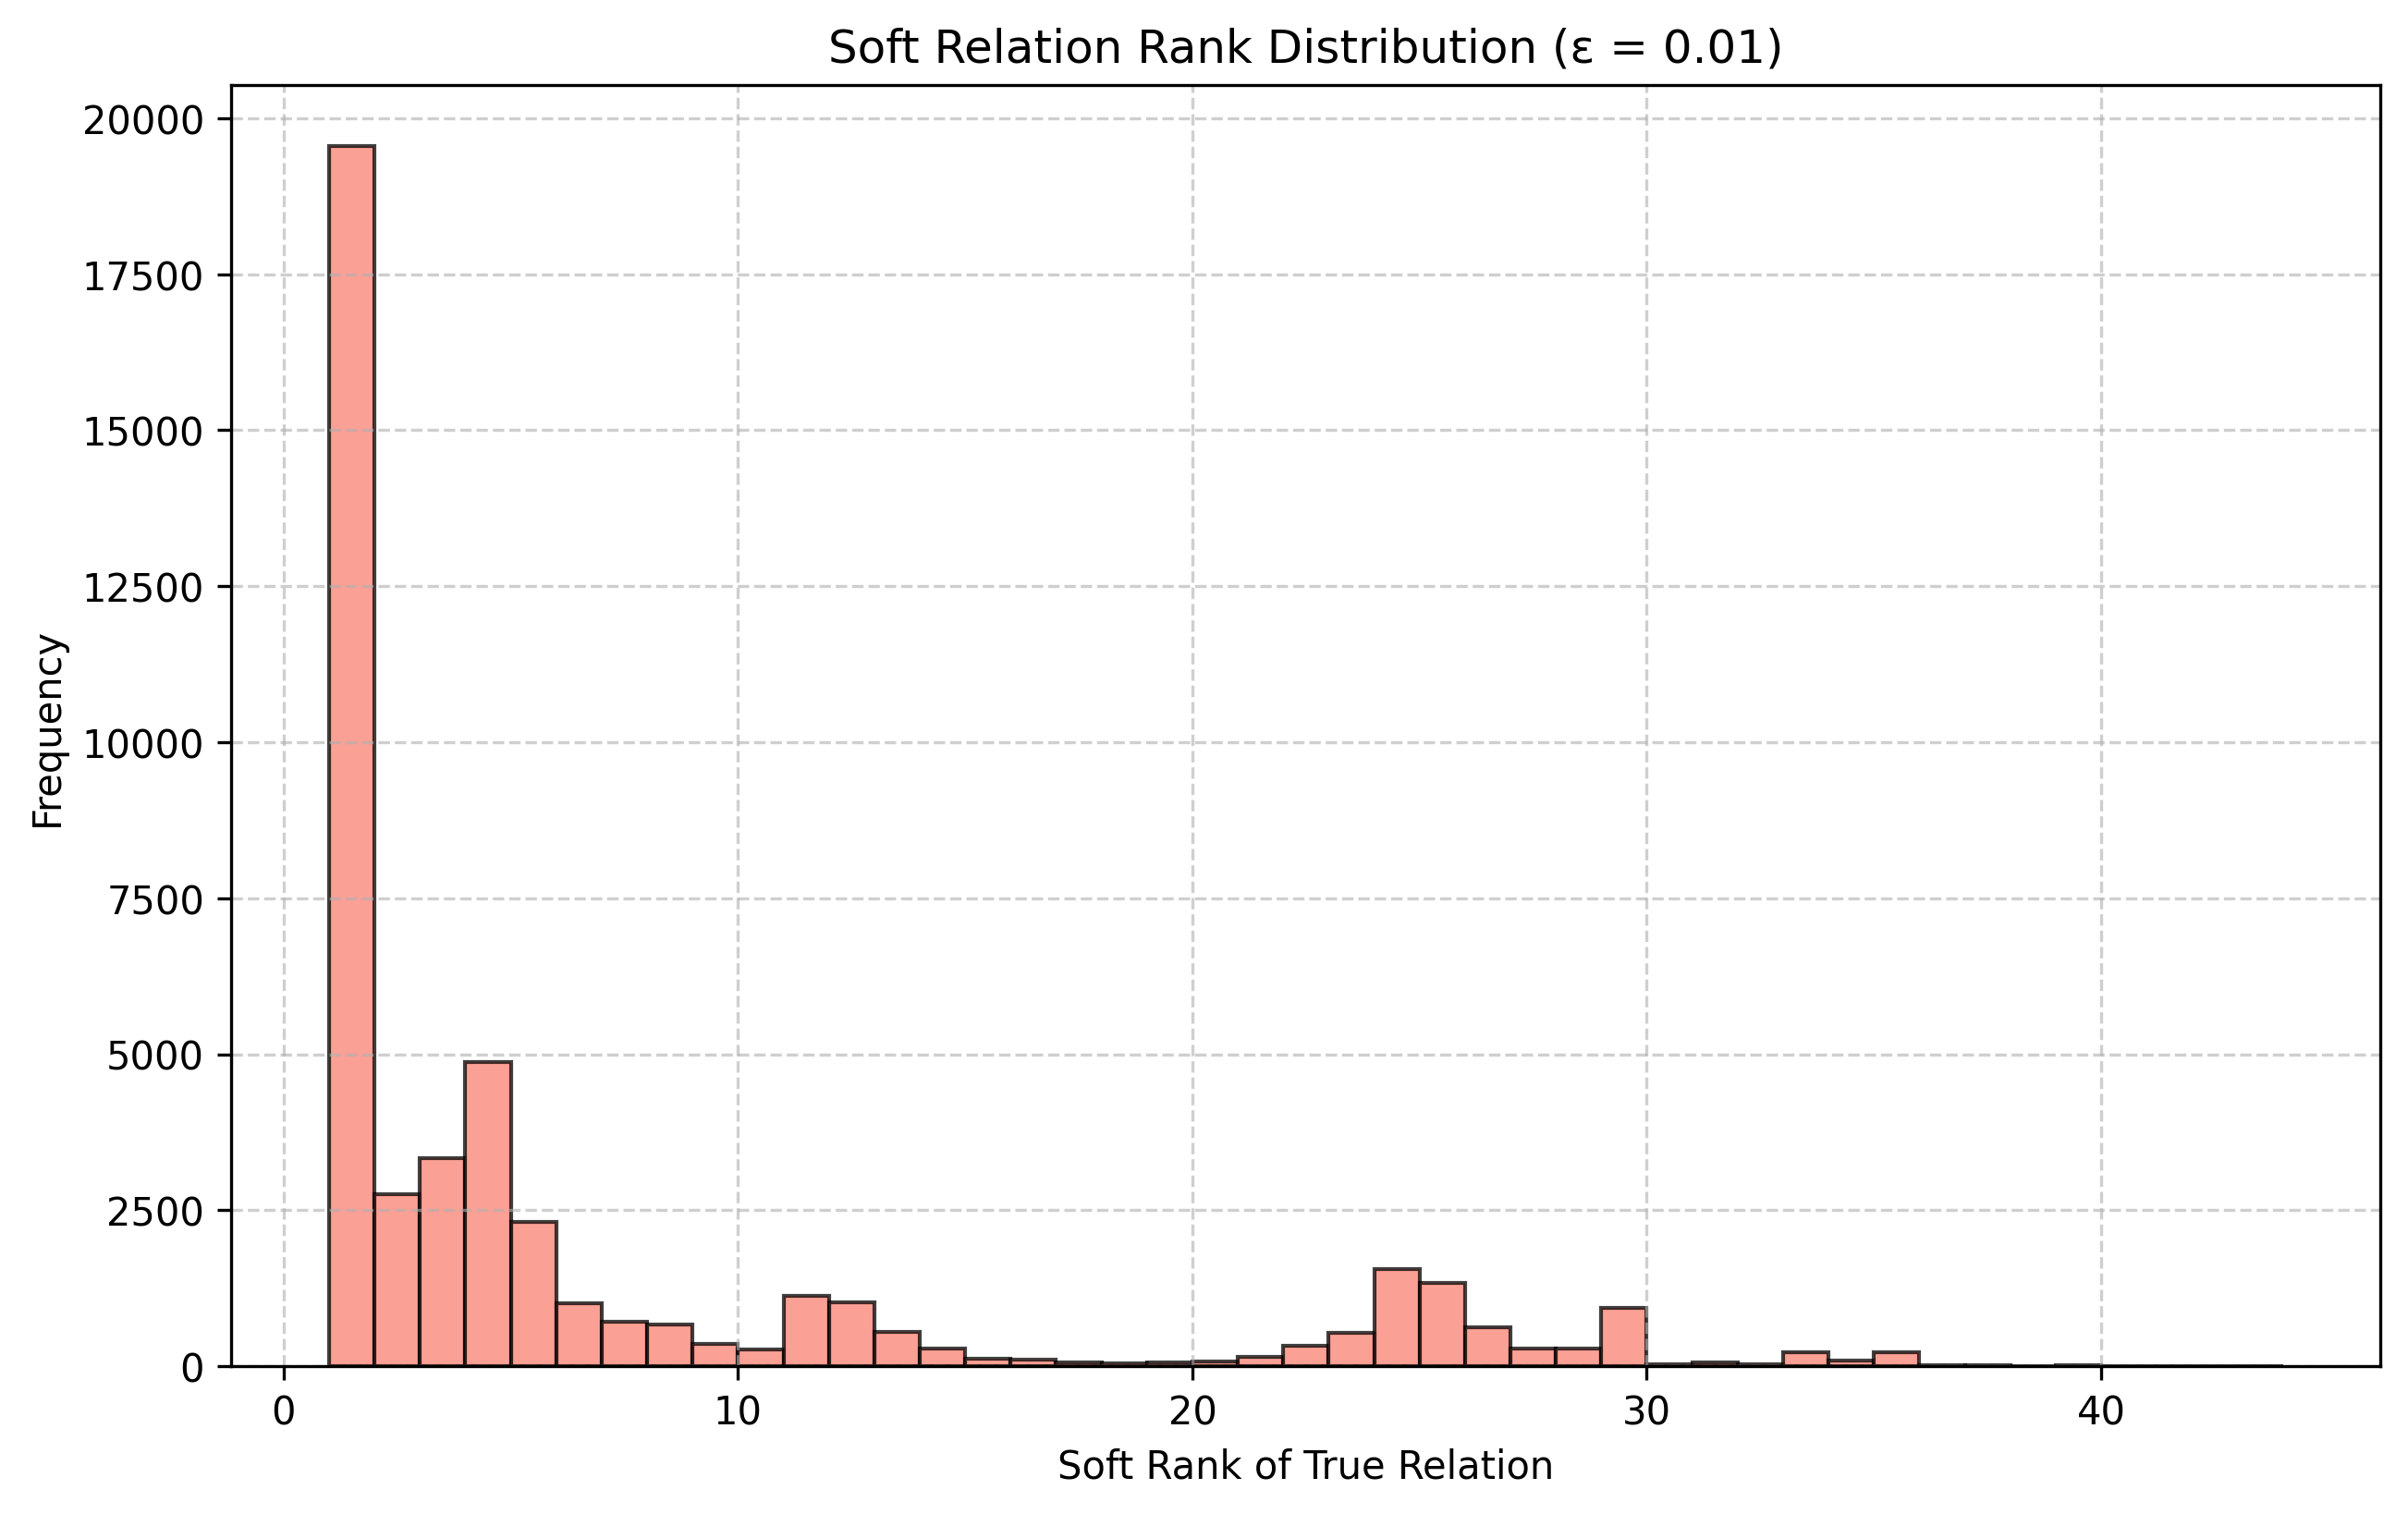 Soft Relation Rank Distribution (ε = 0.01)
20000
17500
15000
12500
10000
7500
5000
2500
0
Frequency
0 10 20 30 40
Soft Rank of True Relation